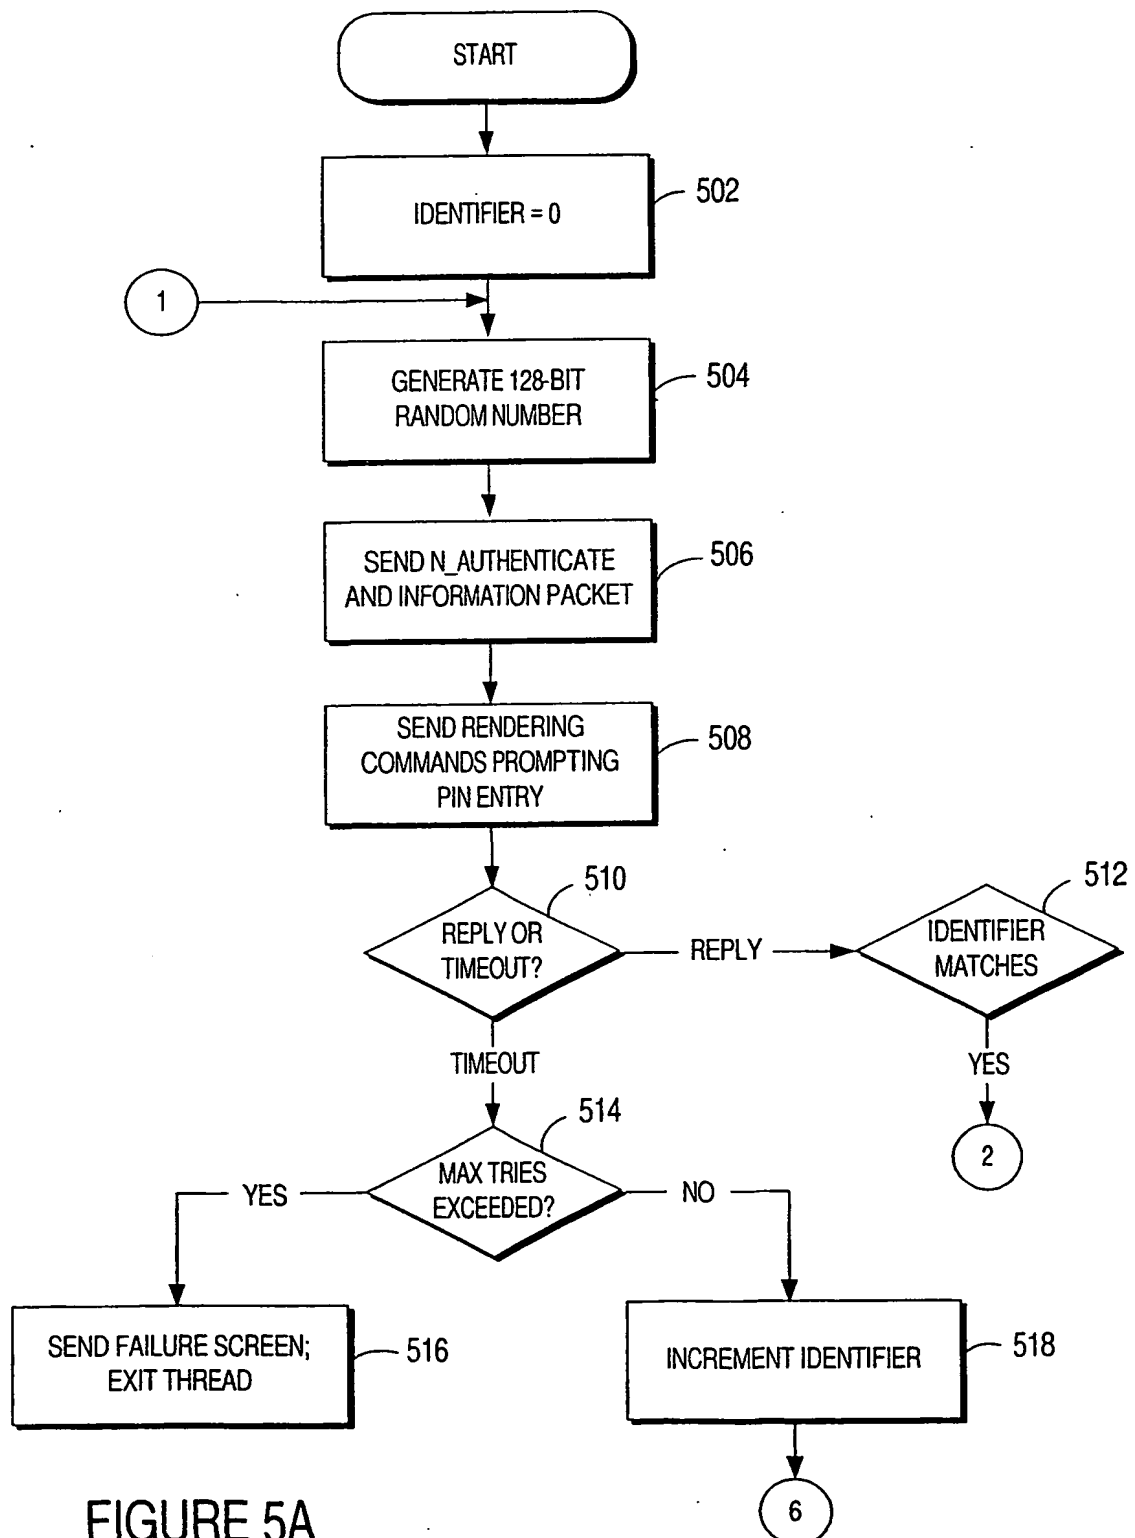 START
IDENTIFIER = 0
502
1
GENERATE 128-BIT
RANDOM NUMBER
504
SEND N_AUTHENTICATE
AND INFORMATION PACKET
506
SEND RENDERING
COMMANDS PROMPTING
PIN ENTRY
508
REPLY OR
TIMEOUT?
510
REPLY
IDENTIFIER
MATCHES
512
TIMEOUT
YES
2
MAX TRIES
EXCEEDED?
514
YES
NO
SEND FAILURE SCREEN;
EXIT THREAD
516
INCREMENT IDENTIFIER
518
6
FIGURE 5A